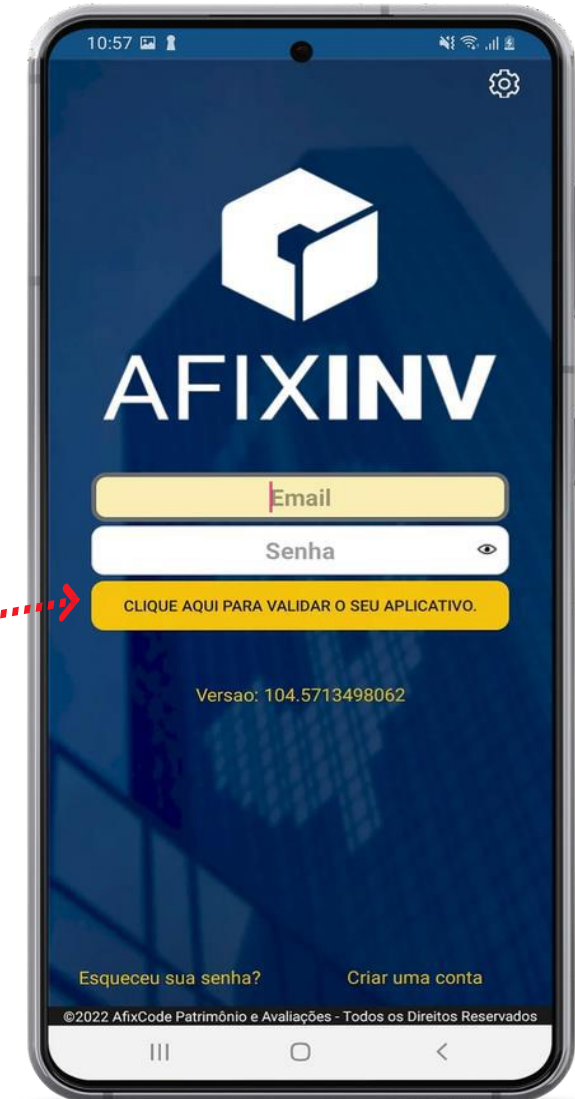 10:57
AFIXINV
Email
Senha
CLIQUE AQUI PARA VALIDAR O SEU APLICATIVO.
Versao: 104.5713498062
Esqueceu sua senha? Criar uma conta
©2022 AfixCode Patrimônio e Avaliações - Todos os Direitos Reservados